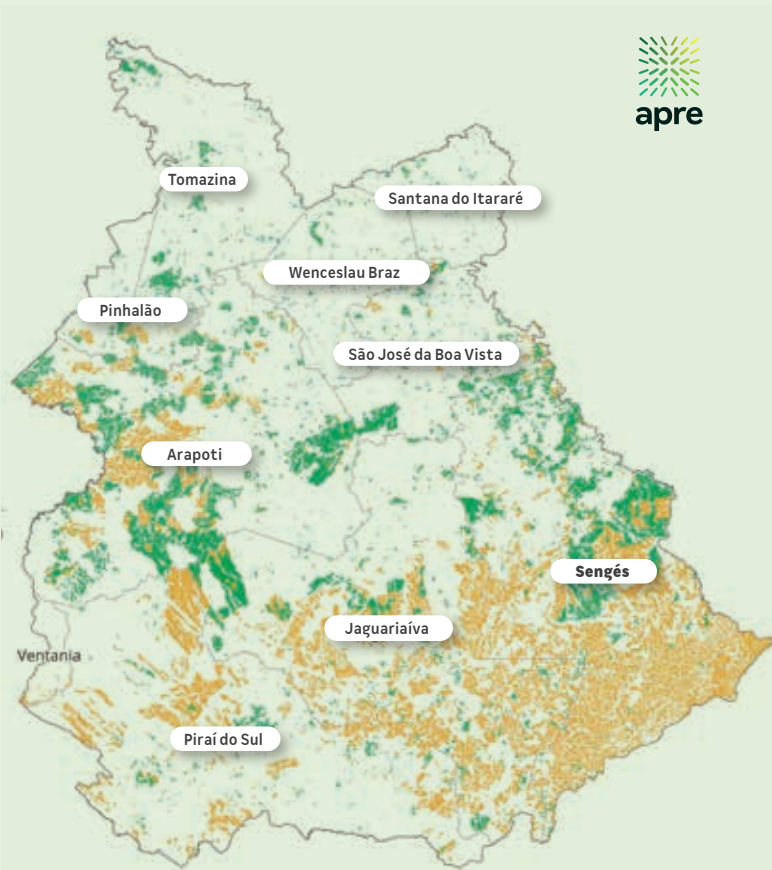 apre
Tomazina
Santana do Itararé
Wenceslau Braz
Pinhalão
São José da Boa Vista
Arapoti
Sengés
Jaguariaíva
Ventania
Piraí do Sul